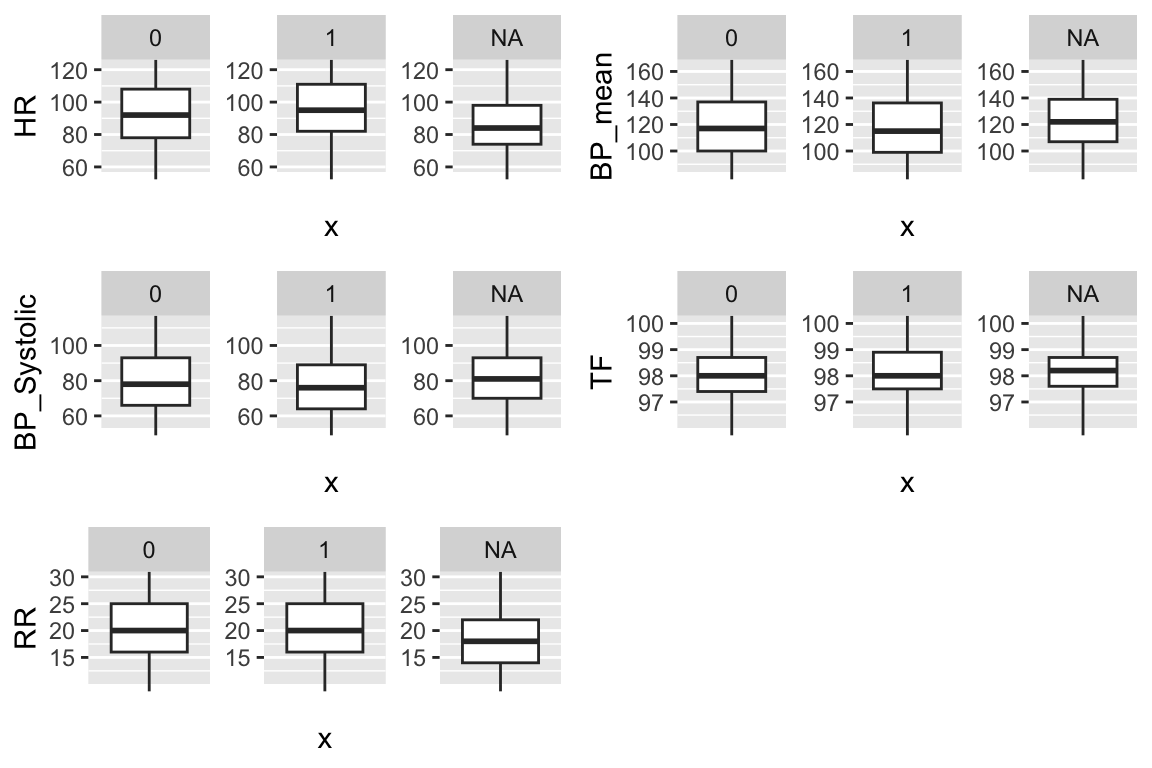 0 1 NA
HR
120 120 120
100 100 100
80 80 80
60 60 60
x
0 1 NA
BP_mean
160 160 160
140 140 140
120 120 120
100 100 100
x
0 1 NA
BP_Systolic
100 100 100
80 80 80
60 60 60
x
0 1 NA
TF
100 100 100
99 99 99
98 98 98
97 97 97
x
0 1 NA
RR
30 30 30
25 25 25
20 20 20
15 15 15
x